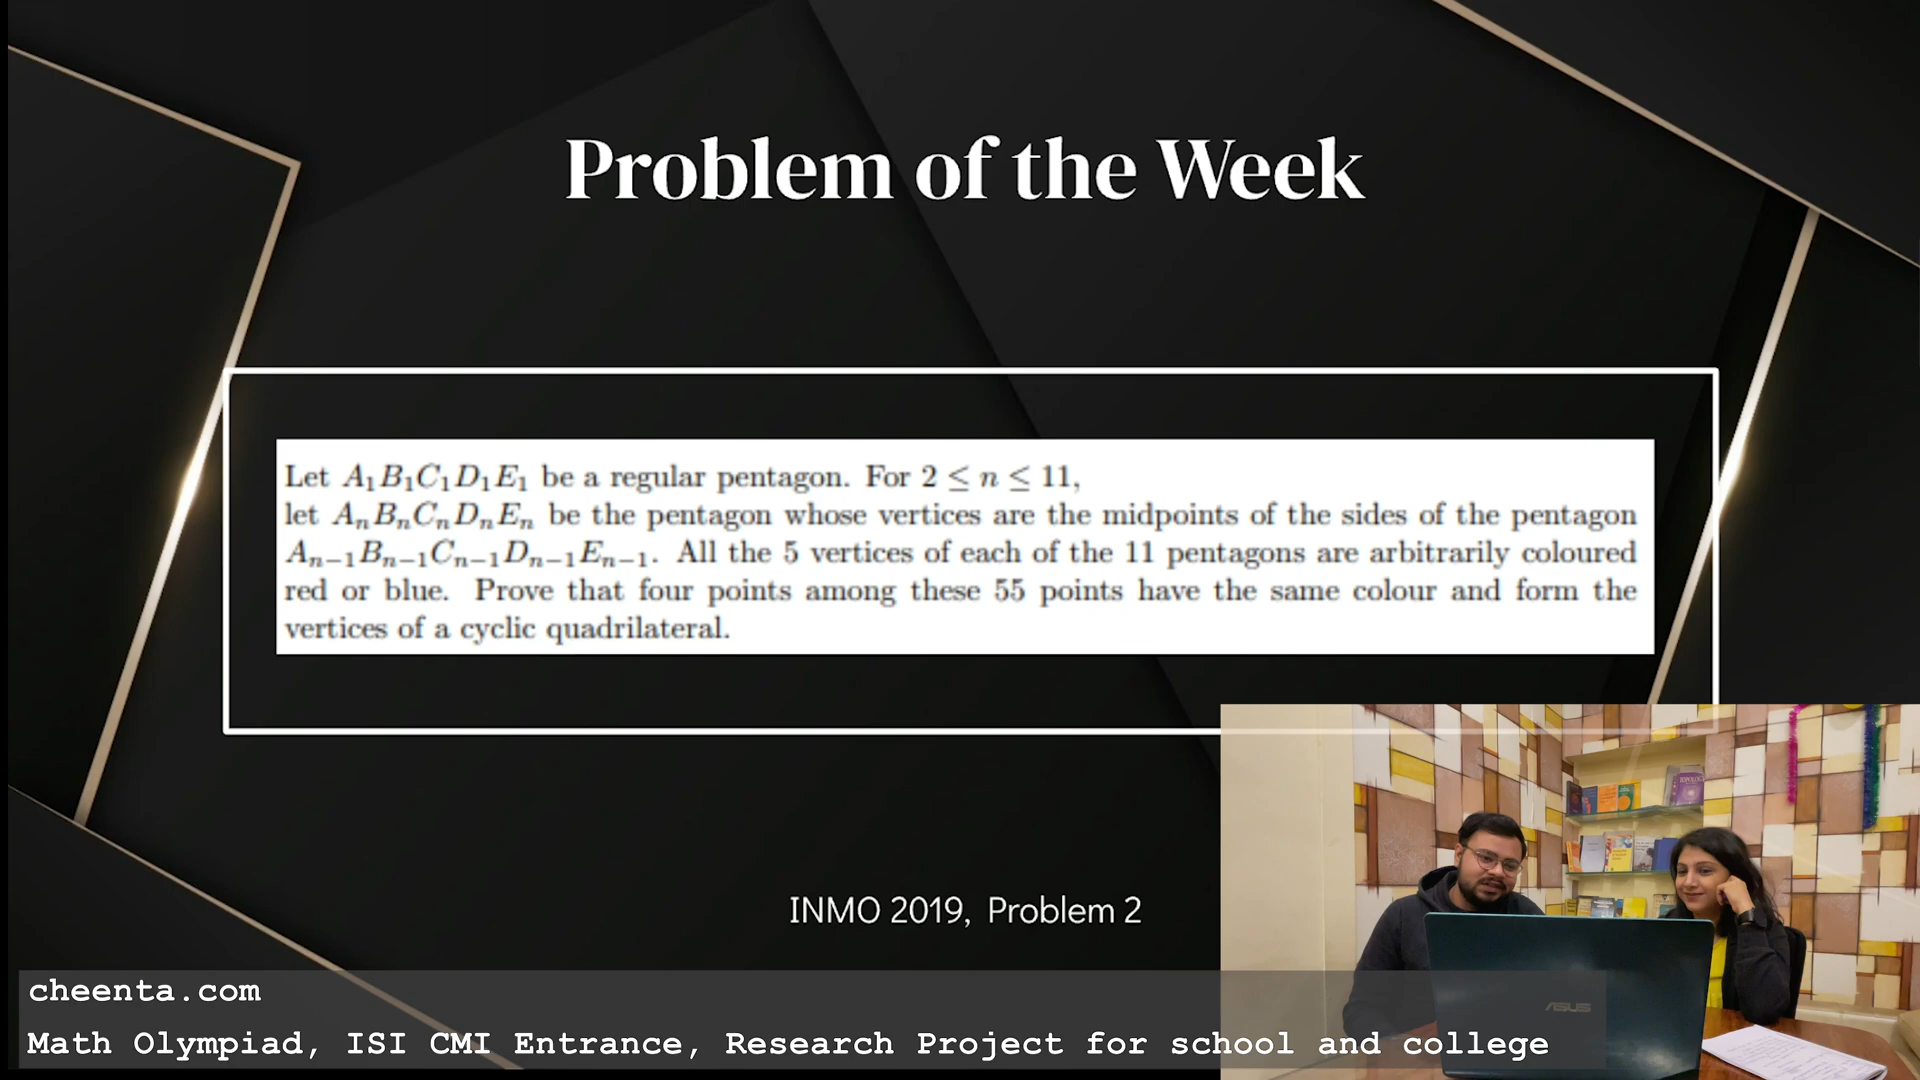 Problem of the Week
Let A₁B₁C₁D₁E₁ be a regular pentagon. For 2 ≤ n ≤ 11,
let AₙBₙCₙDₙEₙ be the pentagon whose vertices are the midpoints of the sides of the pentagon
Aₙ₋₁Bₙ₋₁Cₙ₋₁Dₙ₋₁Eₙ₋₁. All the 5 vertices of each of the 11 pentagons are arbitrarily coloured
red or blue. Prove that four points among these 55 points have the same colour and form the
vertices of a cyclic quadrilateral.
INMO 2019, Problem 2
TOPOLOGY
ASUS
cheenta.com
Math Olympiad, ISI CMI Entrance, Research Project for school and college